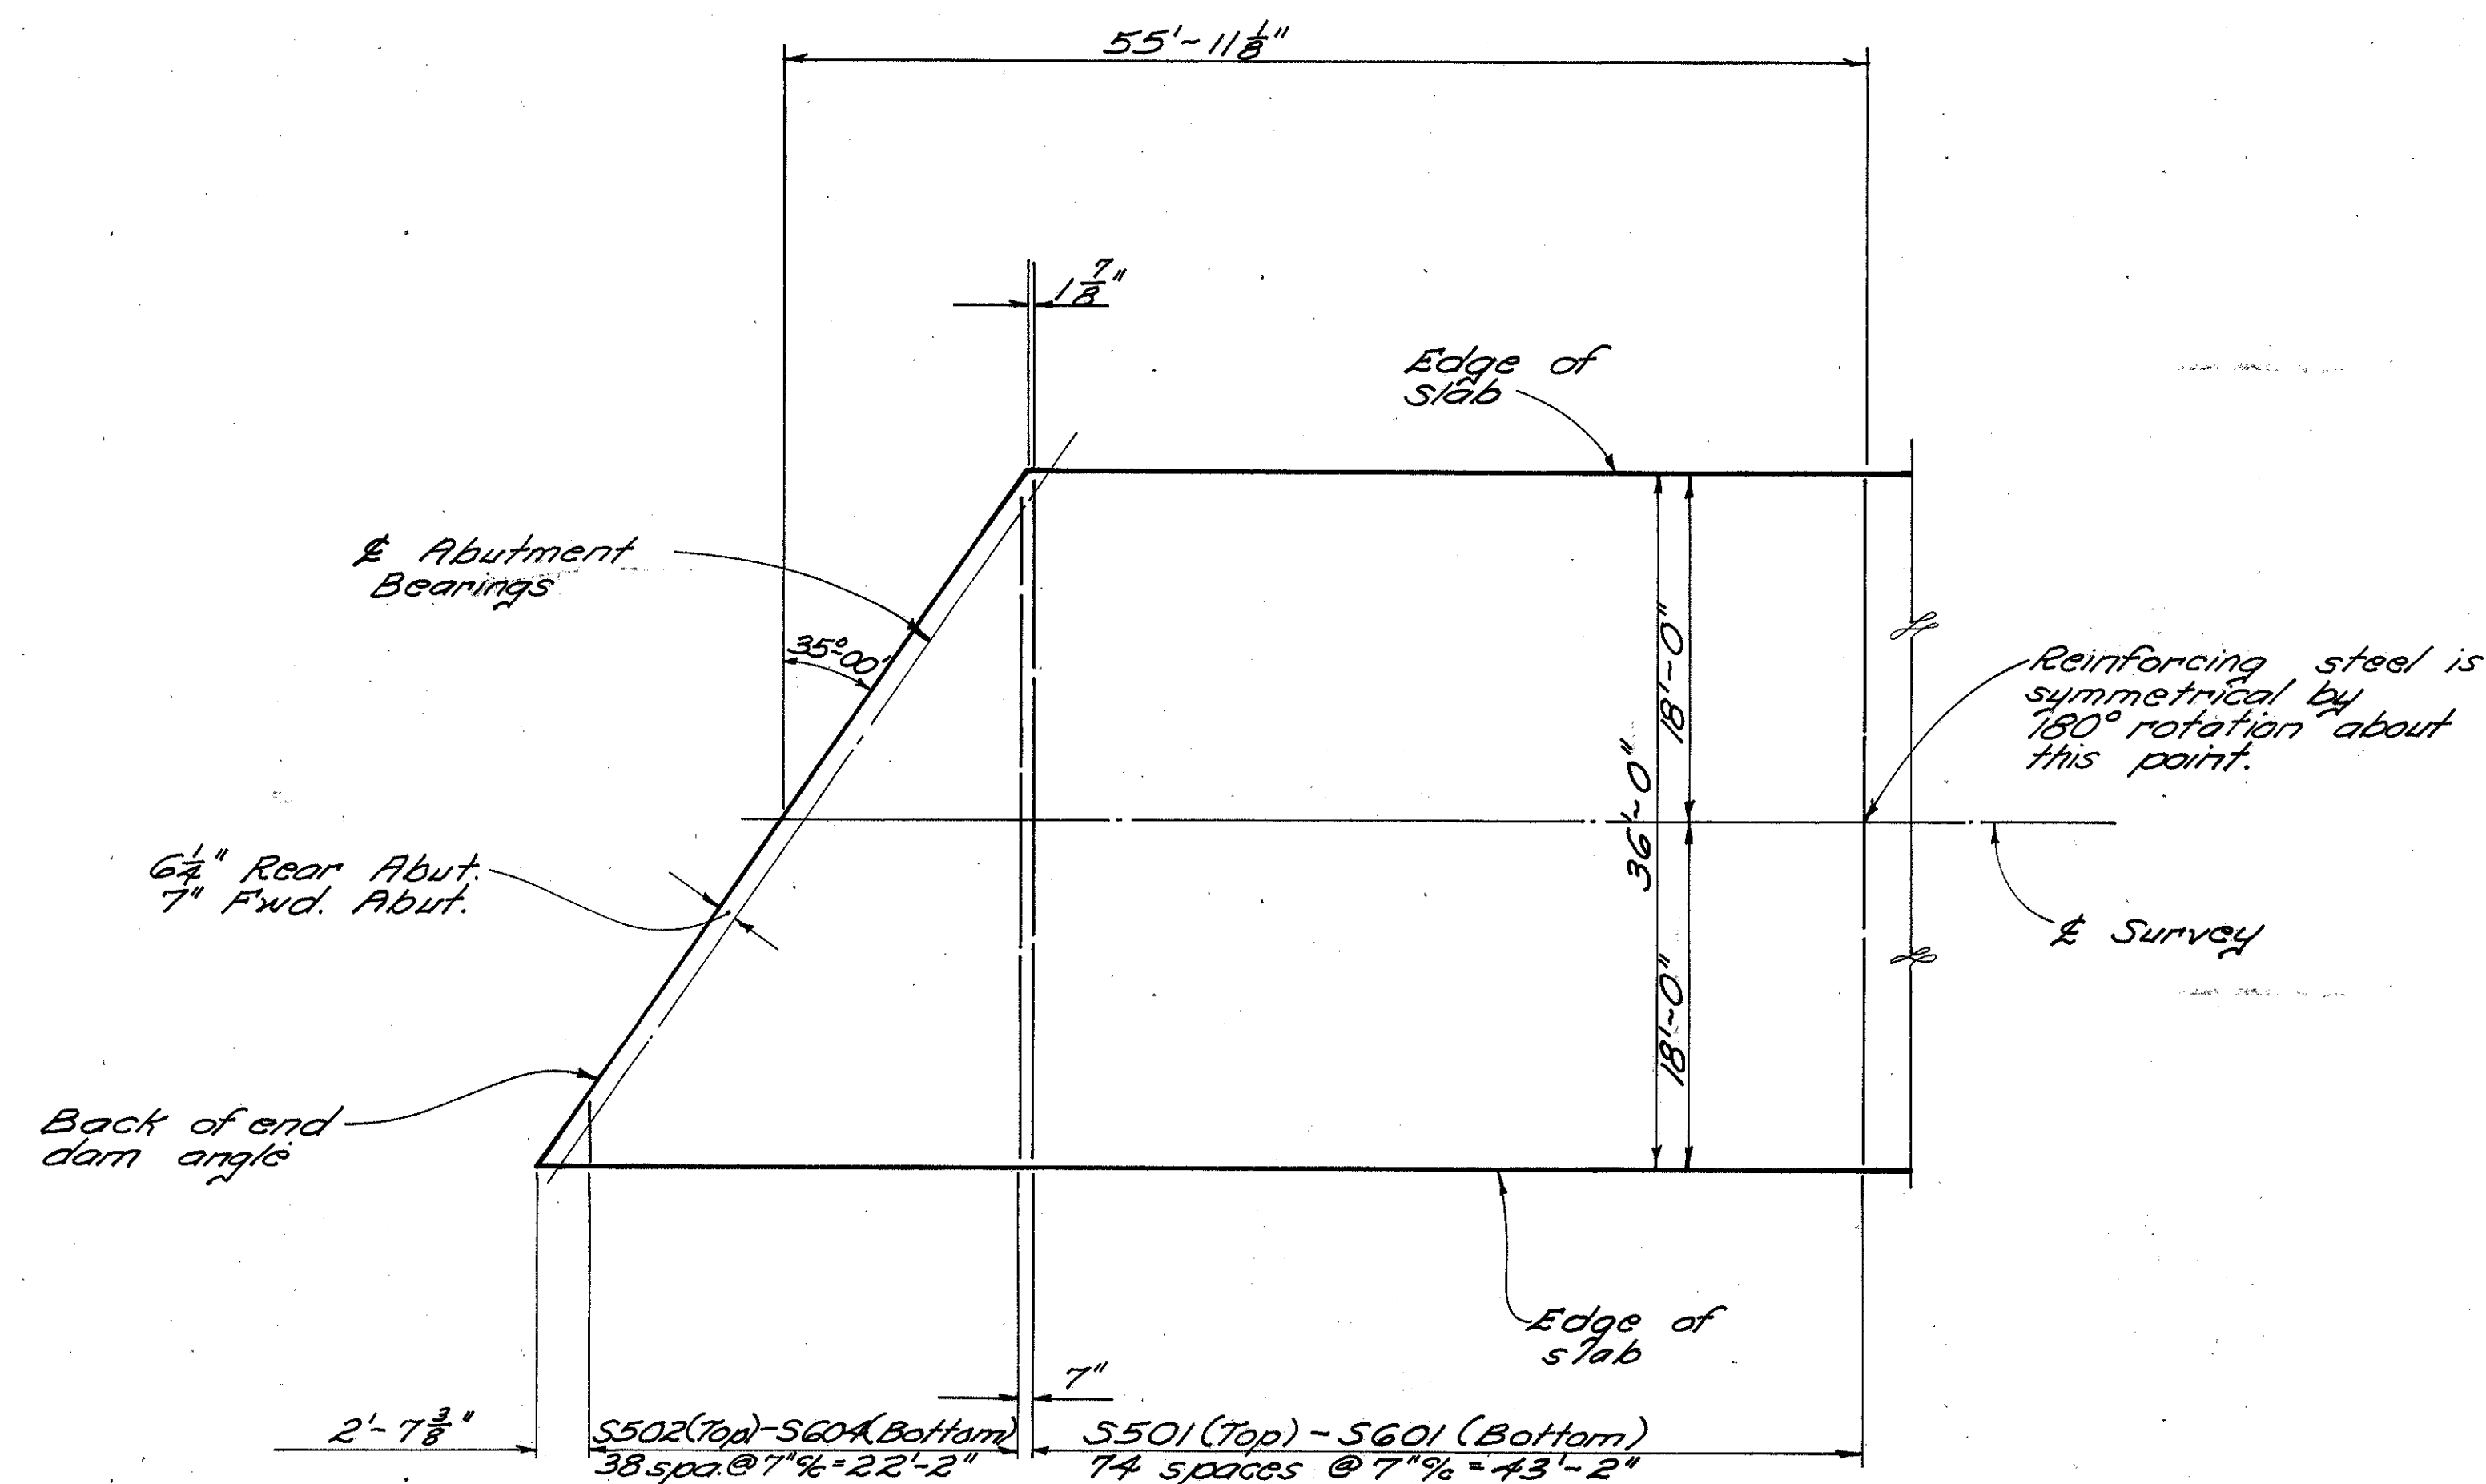 55'-11 1/8"
1 7/8"
Edge of
slab
℄ Abutment
Bearings
35°-00'
18'-0"
36'-0"
18'-0"
Reinforcing steel is
symmetrical by
180° rotation about
this point.
6 1/4" Rear Abut.
7" Fwd. Abut.
℄ Survey
Back of end
dam angle
Edge of
slab
7"
2'-7 3/8"
S502(Top)-S604(Bottom)
38 spa.@7"c/c=22'-2"
S501(Top)-S601(Bottom)
74 spaces @7"c/c=43'-2"